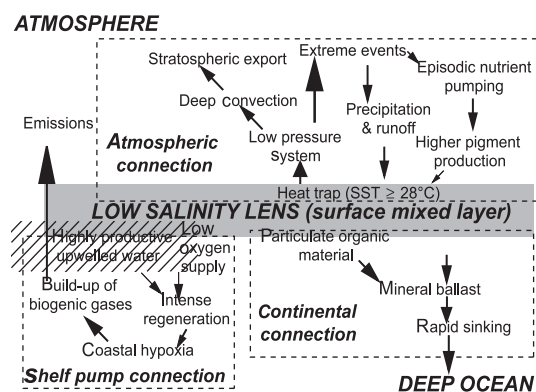 ATMOSPHERE
Extreme events
Stratospheric export
Episodic nutrient
pumping
Deep convection
Precipitation
& runoff
Emissions
Low pressure
system
Higher pigment
production
Atmospheric
connection
Heat trap (SST ≥ 28°C)
LOW SALINITY LENS (surface mixed layer)
Highly productive
upwelled water
Low
oxygen
supply
Particulate organic
material
Build-up of
biogenic gases
Intense
regeneration
Mineral ballast
Continental
connection
Rapid sinking
Coastal hypoxia
Shelf pump connection
DEEP OCEAN